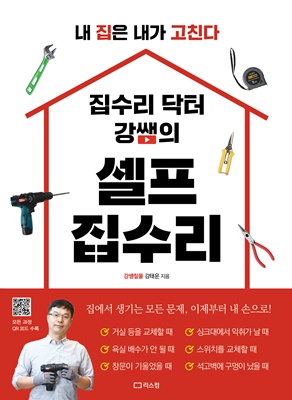 내 집은 내가 고친다
집수리 닥터
강쌤의
셀프
집수리
강쌤철물 강태운 지음
모든 과정
QR코드 수록
집에서 생기는 모든 문제, 이제부터 내 손으로!
거실 등을 교체할 때
싱크대에서 악취가 날 때
욕실 배수가 안 될 때
스위치를 교체할 때
창문이 기울었을 때
석고벽에 구멍이 났을 때
리스컴